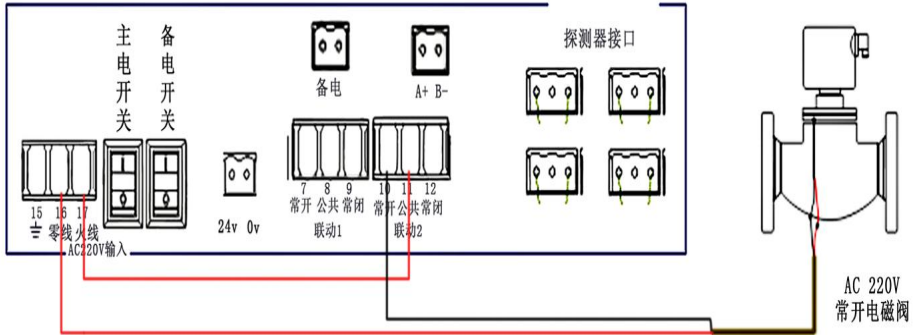 主电开关
备电开关
备电
A+ B-
探测器接口
24v 0v
7 8 9
常开 公共 常闭
联动1
10 11 12
常开公共常闭
联动2
15 16 17
零线 火线
AC220V输入
AC 220V
常开电磁阀